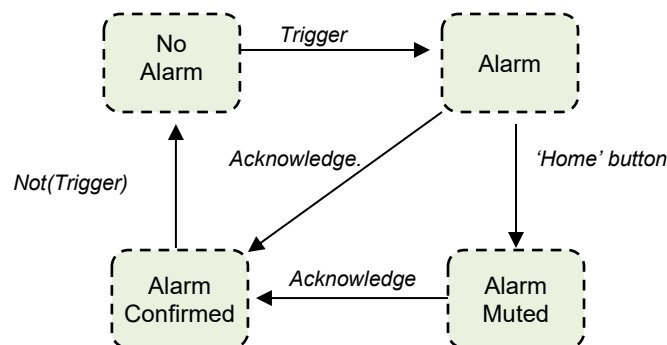 Trigger
No
Alarm
Alarm
Acknowledge.
‘Home’ button
Not(Trigger)
Acknowledge
Alarm
Confirmed
Alarm
Muted